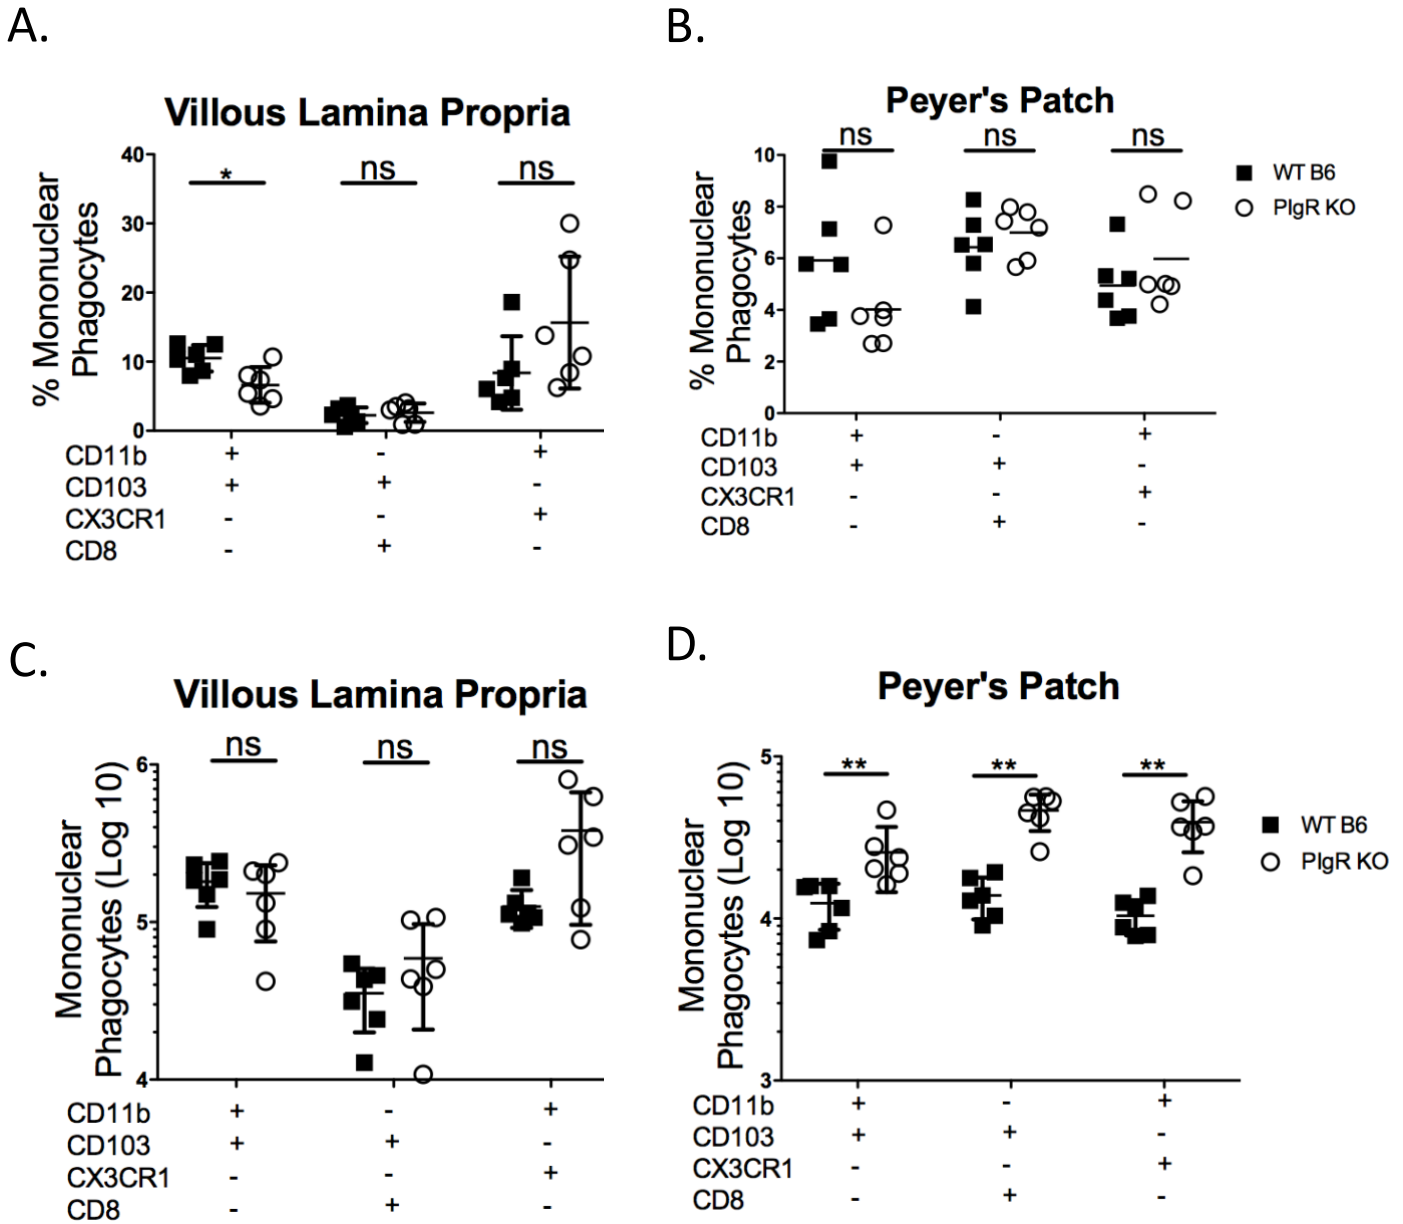 A.
Villous Lamina Propria
% Mononuclear
Phagocytes
40
30
20
10
0
* ns ns
CD11b + - +
CD103 + + -
CX3CR1 - - +
CD8 - + -
B.
Peyer's Patch
% Mononuclear
Phagocytes
10
8
6
4
2
0
ns ns ns
WT B6
PIgR KO
CD11b + - +
CD103 + + -
CX3CR1 - - +
CD8 - + -
C.
Villous Lamina Propria
Mononuclear
Phagocytes (Log 10)
6
5
4
ns ns ns
CD11b + - +
CD103 + + -
CX3CR1 - - +
CD8 - + -
D.
Peyer's Patch
Mononuclear
Phagocytes (Log 10)
5
4
3
** ** **
WT B6
PIgR KO
CD11b + - +
CD103 + + -
CX3CR1 - - +
CD8 - + -